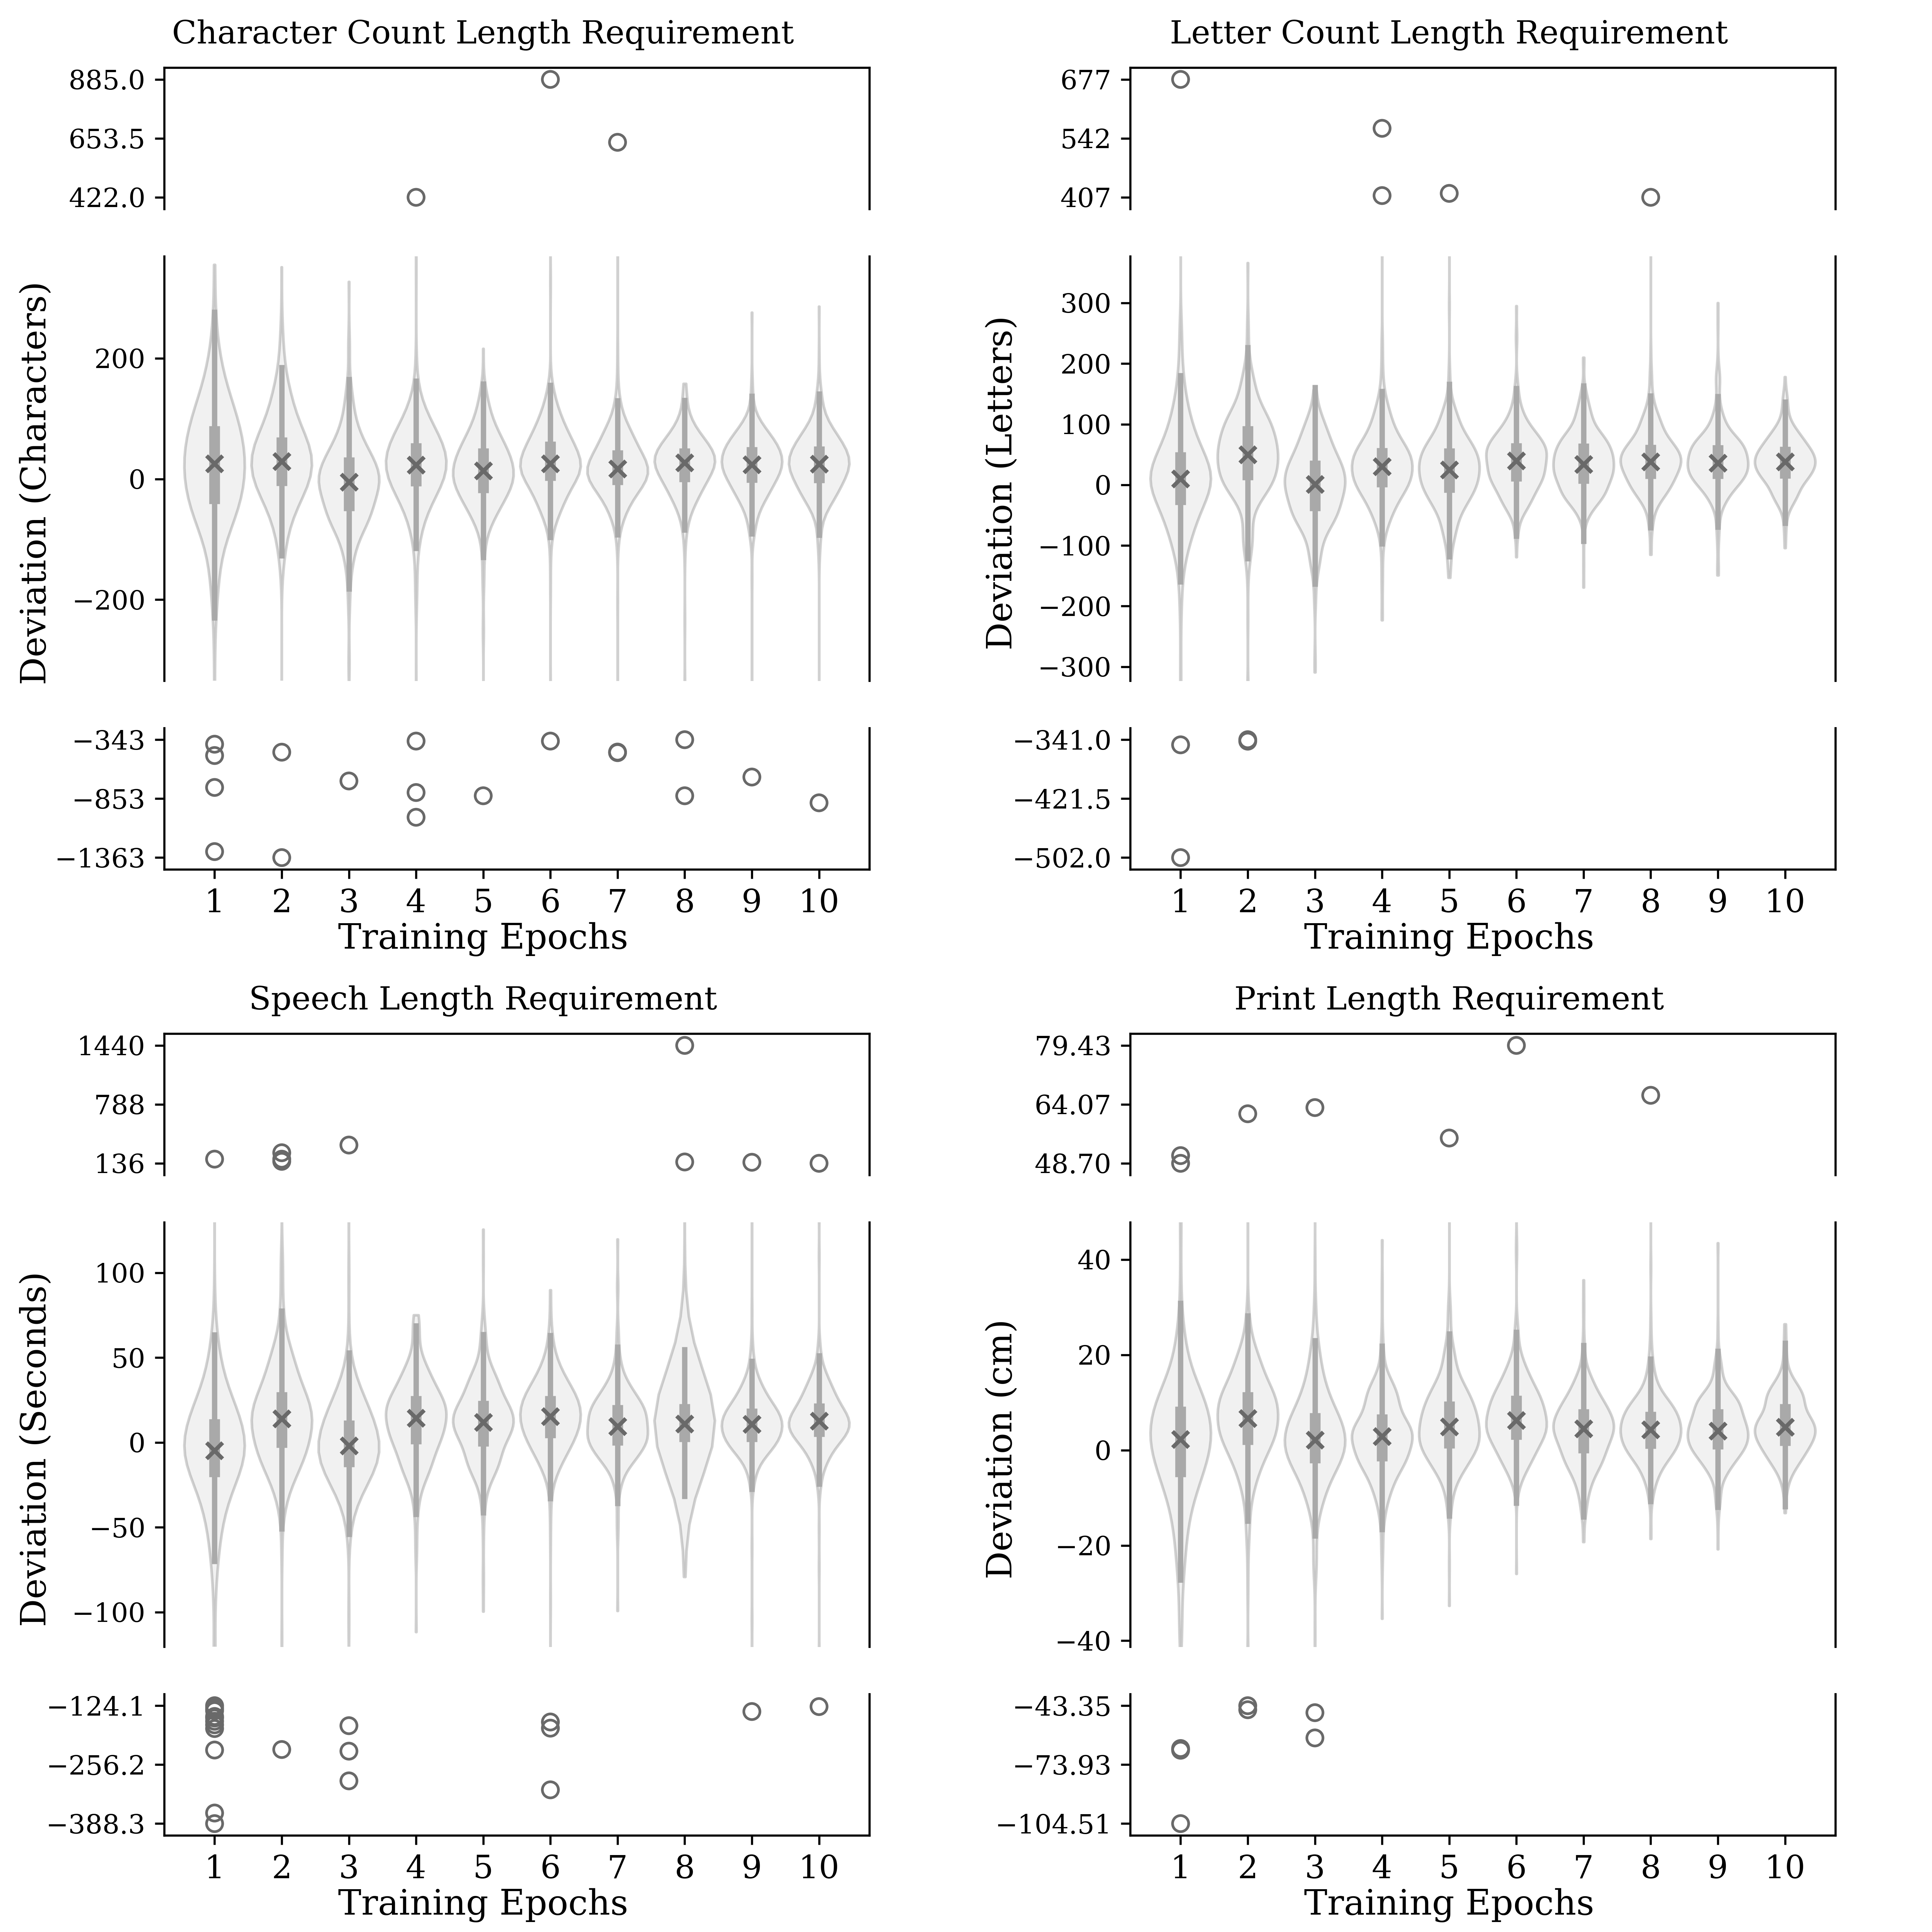 Character Count Length Requirement
885.0
653.5
422.0
200
0
−200
−343
−853
−1363
Deviation (Characters)
1 2 3 4 5 6 7 8 9 10
Training Epochs
Letter Count Length Requirement
677
542
407
300
200
100
0
−100
−200
−300
−341.0
−421.5
−502.0
Deviation (Letters)
1 2 3 4 5 6 7 8 9 10
Training Epochs
Speech Length Requirement
1440
788
136
100
50
0
−50
−100
−124.1
−256.2
−388.3
Deviation (Seconds)
1 2 3 4 5 6 7 8 9 10
Training Epochs
Print Length Requirement
79.43
64.07
48.70
40
20
0
−20
−40
−43.35
−73.93
−104.51
Deviation (cm)
1 2 3 4 5 6 7 8 9 10
Training Epochs